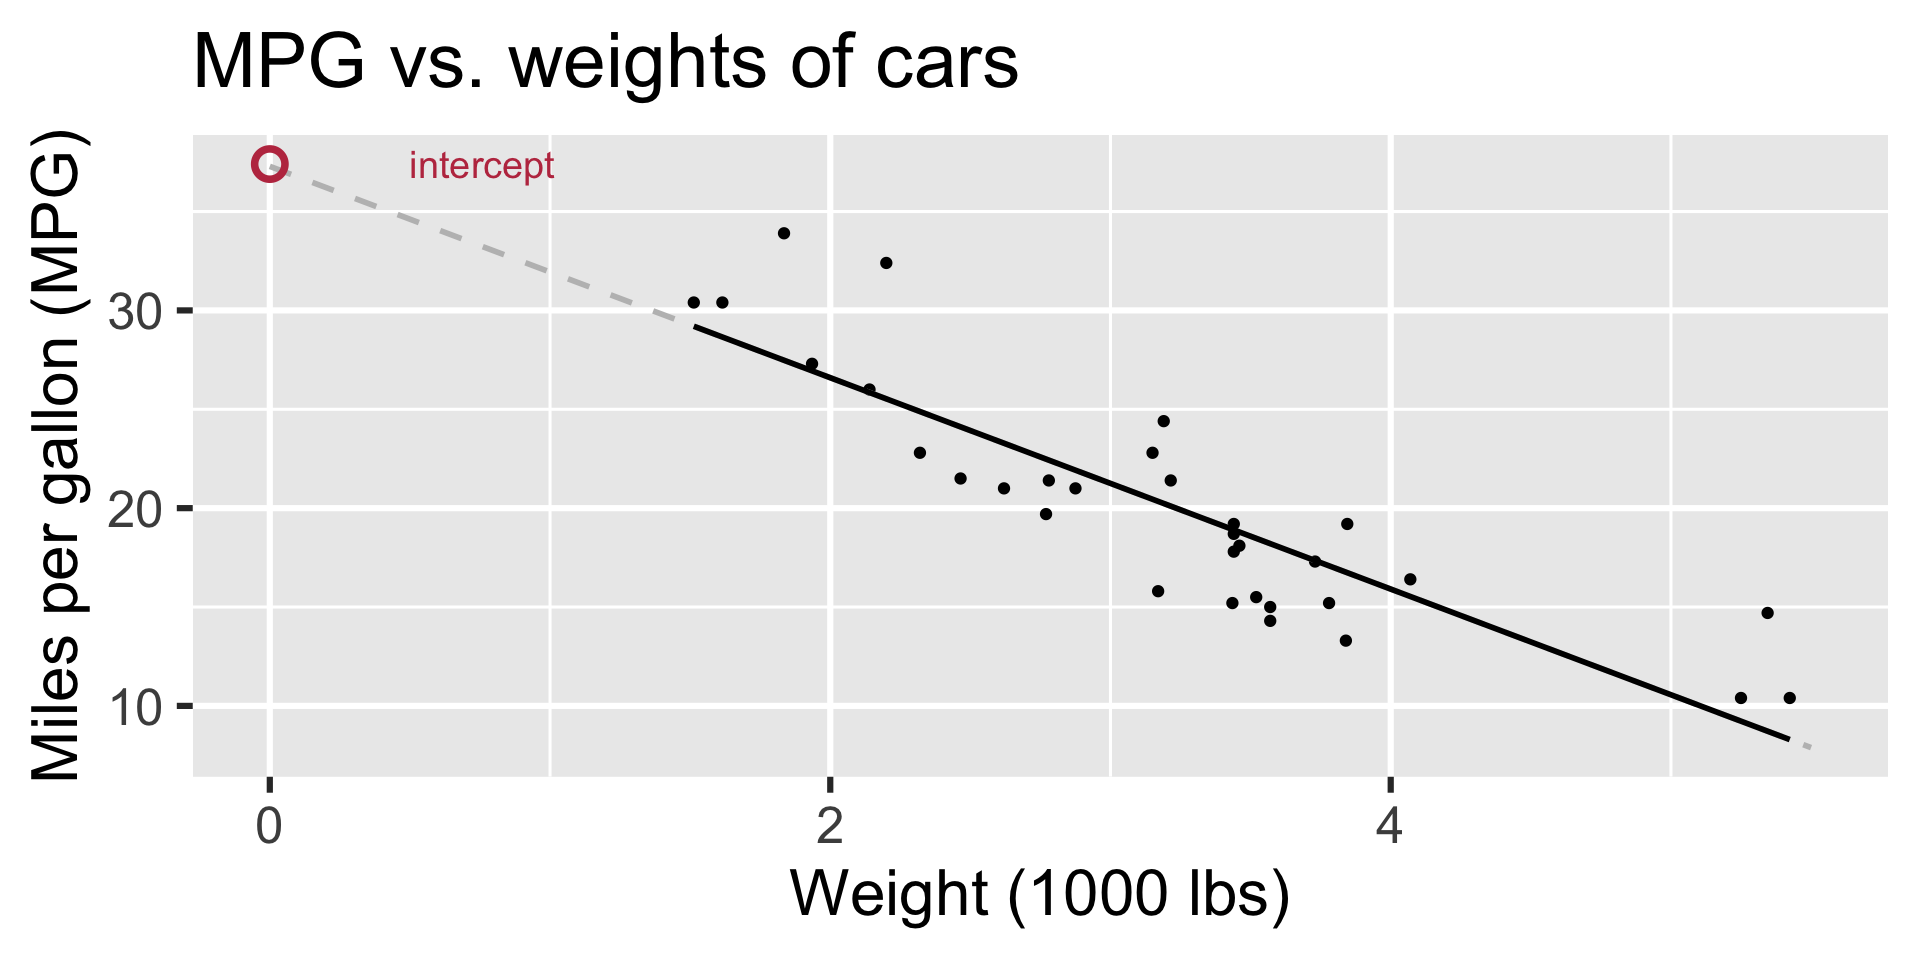 MPG vs. weights of cars
intercept
Miles per gallon (MPG)
30
20
10
0 2 4
Weight (1000 lbs)